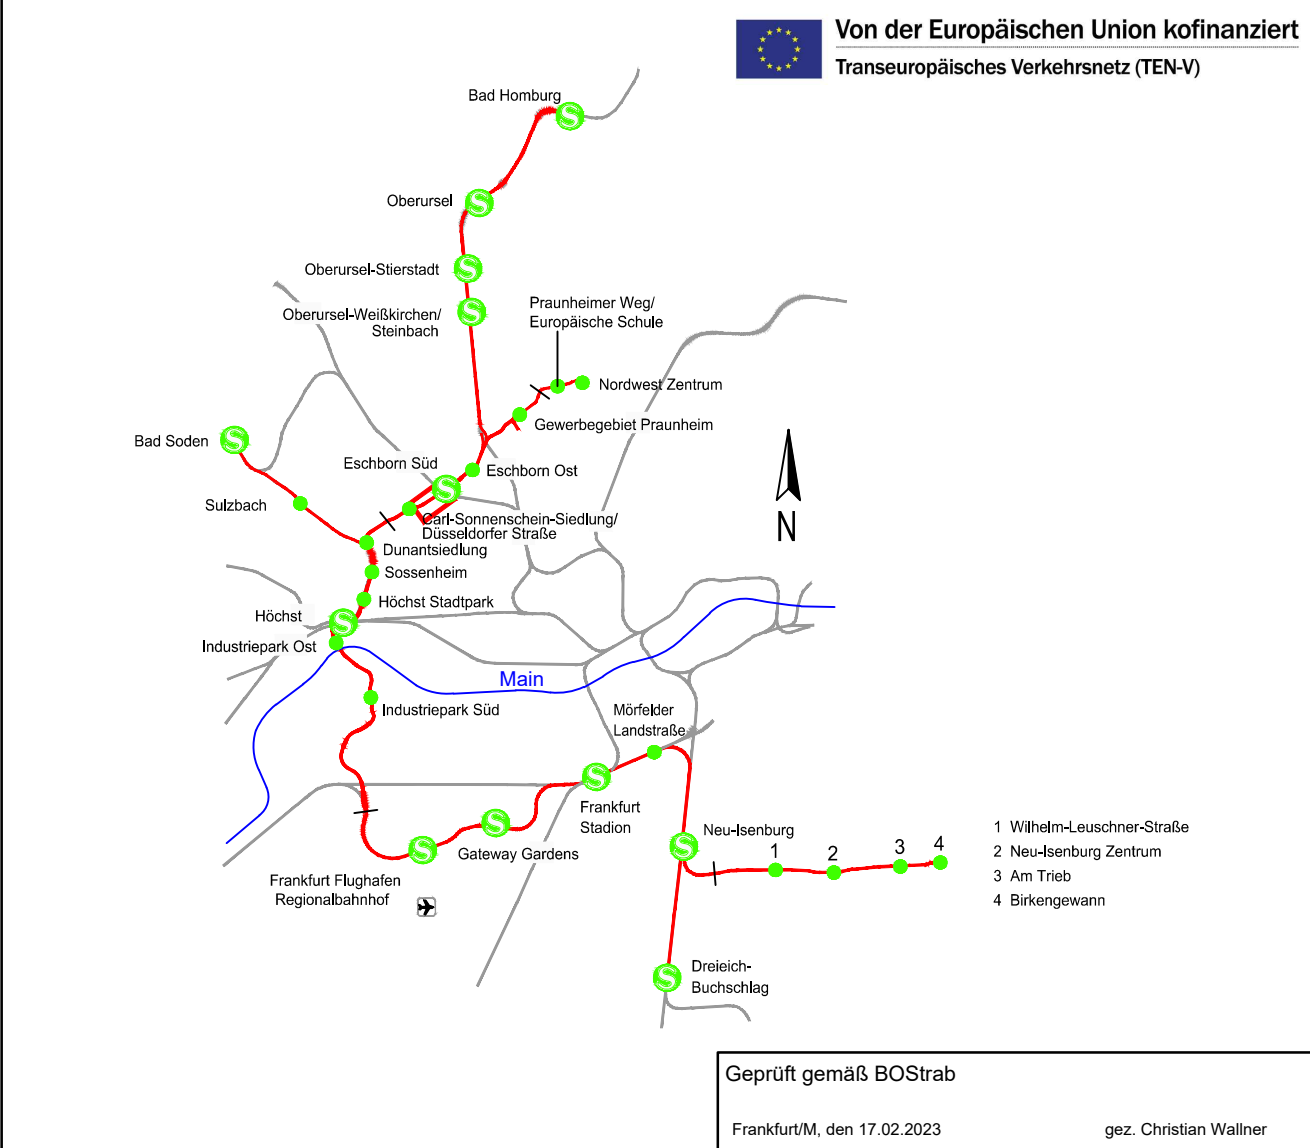 Von der Europäischen Union kofinanziert
Transeuropäisches Verkehrsnetz (TEN-V)
Bad Homburg
S
Oberursel
S
Oberursel-Stierstadt
S
Oberursel-Weißkirchen/
Steinbach
S
Praunheimer Weg/
Europäische Schule
Nordwest Zentrum
Gewerbegebiet Praunheim
Bad Soden
S
Eschborn Süd
S
Eschborn Ost
Sulzbach
Carl-Sonnenschein-Siedlung/
Düsseldorfer Straße
Dunantsiedlung
Sossenheim
Höchst Stadtpark
Höchst
S
Industriepark Ost
Main
Industriepark Süd
Mörfelder
Landstraße
S
Frankfurt
Stadion
S
Gateway Gardens
S
Frankfurt Flughafen
Regionalbahnhof
Neu-Isenburg
S
1
2
3
4
N
1 Wilhelm-Leuschner-Straße
2 Neu-Isenburg Zentrum
3 Am Trieb
4 Birkengewann
S
Dreieich-
Buchschlag
Geprüft gemäß BOStrab
Frankfurt/M, den 17.02.2023
gez. Christian Wallner